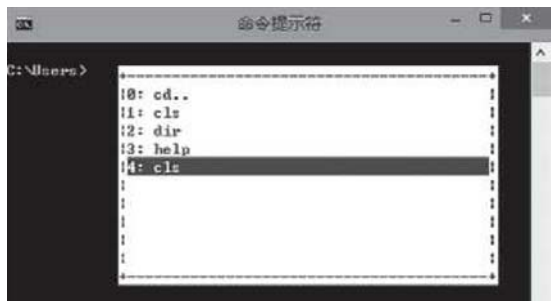 命令提示符
C:\Users>
0: cd..
1: cls
2: dir
3: help
4: cls